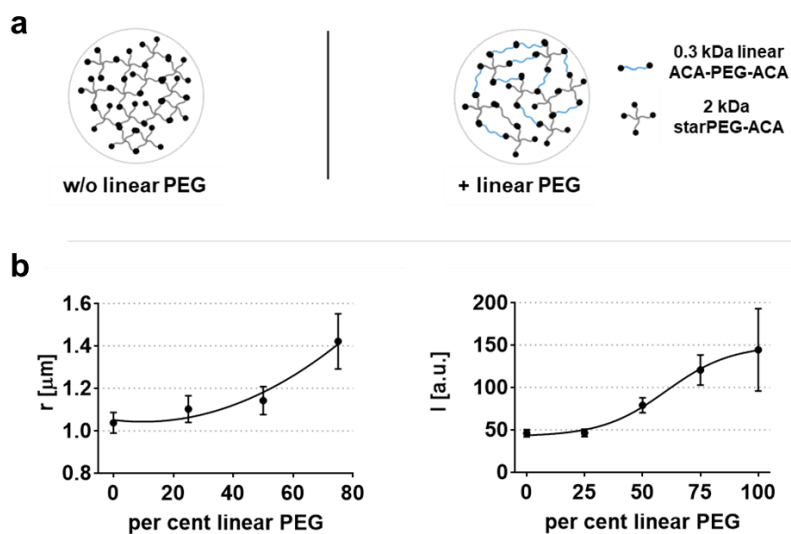 a
0.3 kDa linear
ACA-PEG-ACA
2 kDa
starPEG-ACA
w/o linear PEG
+ linear PEG
b
1.6
1.4
1.2
1.0
0.8
r [µm]
0 20 40 60 80
per cent linear PEG
200
150
100
50
0
I [a.u.]
0 25 50 75 100
per cent linear PEG